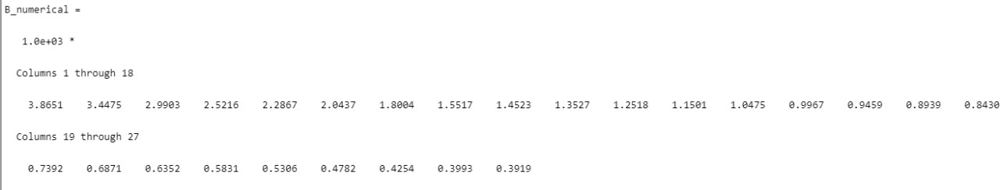 B_numerical =
1.0e+03 *
Columns 1 through 18
3.8651 3.4475 2.9903 2.5216 2.2867 2.0437 1.8004 1.5517 1.4523 1.3527 1.2518 1.1501 1.0475 0.9967 0.9459 0.8939 0.8430
Columns 19 through 27
0.7392 0.6871 0.6352 0.5831 0.5306 0.4782 0.4254 0.3993 0.3919